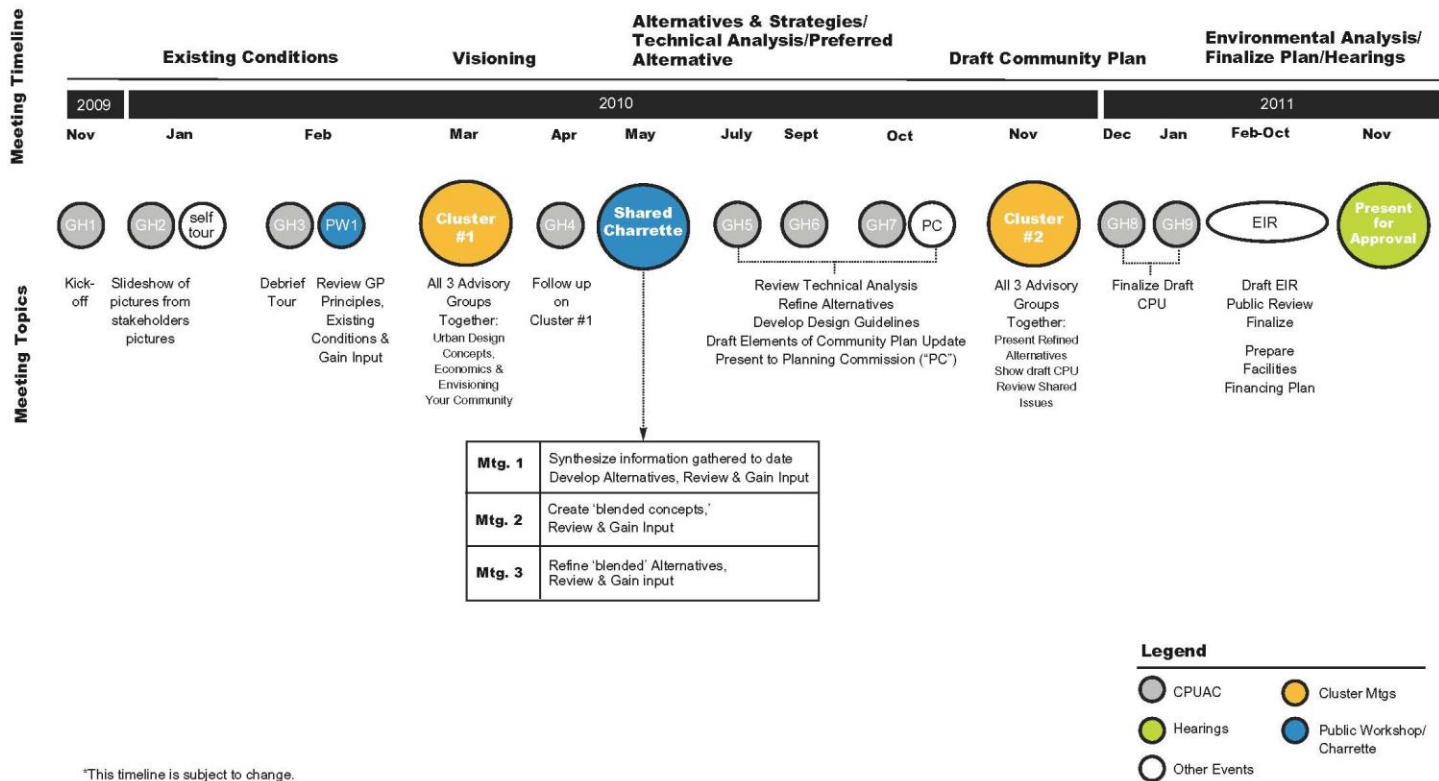 Meeting Timeline
Existing Conditions
Visioning
Alternatives & Strategies/
Technical Analysis/Preferred
Alternative
Draft Community Plan
Environmental Analysis/
Finalize Plan/Hearings
2009
2010
2011
Nov
Jan
Feb
Mar
Apr
May
July
Sept
Oct
Nov
Dec
Jan
Feb-Oct
Nov
GH1
GH2
self
tour
GH3
PW1
Cluster
#1
GH4
Shared
Charrette
GH5
GH6
GH7
PC
Cluster
#2
GH8
GH9
EIR
Present
for
Approval
Meeting Topics
Kick-
off
Slideshow of
pictures from
stakeholders
pictures
Debrief
Tour
Review GP
Principles,
Existing
Conditions &
Gain Input
All 3 Advisory
Groups
Together:
Urban Design
Concepts,
Economics &
Envisioning
Your Community
Follow up
on
Cluster #1
Review Technical Analysis
Refine Alternatives
Develop Design Guidelines
Draft Elements of Community Plan Update
Present to Planning Commission ("PC")
All 3 Advisory
Groups
Together:
Present Refined
Alternatives
Show draft CPU
Review Shared
Issues
Finalize Draft
CPU
Draft EIR
Public Review
Finalize
Prepare
Facilities
Financing Plan
Mtg. 1
Synthesize information gathered to date
Develop Alternatives, Review & Gain Input
Mtg. 2
Create 'blended concepts,'
Review & Gain Input
Mtg. 3
Refine 'blended' Alternatives,
Review & Gain input
Legend
CPUAC
Cluster Mtgs
Hearings
Public Workshop/
Charrette
Other Events
*This timeline is subject to change.